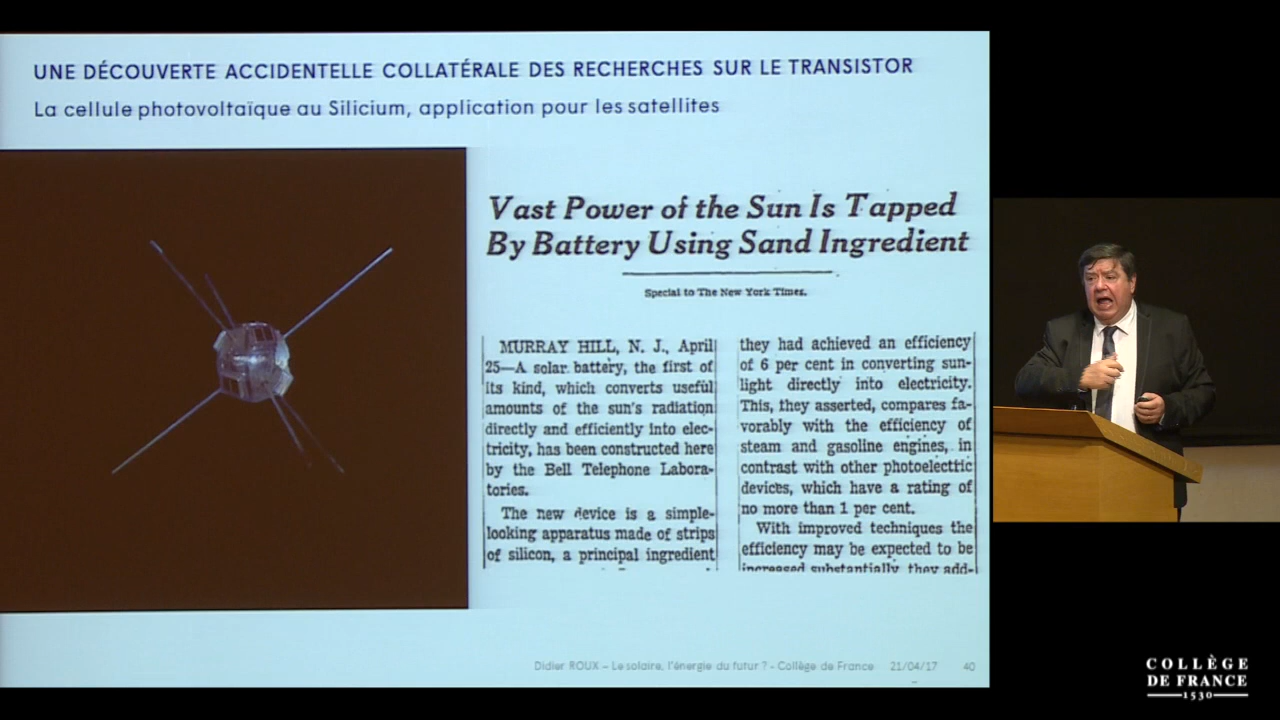 UNE DÉCOUVERTE ACCIDENTELLE COLLATÉRALE DES RECHERCHES SUR LE TRANSISTOR
La cellule photovoltaïque au Silicium, application pour les satellites
Vast Power of the Sun Is Tapped
By Battery Using Sand Ingredient
Special to The New York Times.
MURRAY HILL, N. J., April
25—A solar battery, the first of
its kind, which converts useful
amounts of the sun's radiation
directly and efficiently into elec-
tricity, has been constructed here
by the Bell Telephone Labora-
tories.
The new device is a simple-
looking apparatus made of strips
of silicon, a principal ingredient
they had achieved an efficiency
of 6 per cent in converting sun-
light directly into electricity.
This, they asserted, compares fa-
vorably with the efficiency of
steam and gasoline engines, in
contrast with other photoelectric
devices, which have a rating of
no more than 1 per cent.
With improved techniques the
efficiency may be expected to be
increased substantially, they add-
Didier ROUX – Le solaire, l'énergie du futur ? - Collège de France 21/04/17 40
COLLÈGE
DE FRANCE
1530